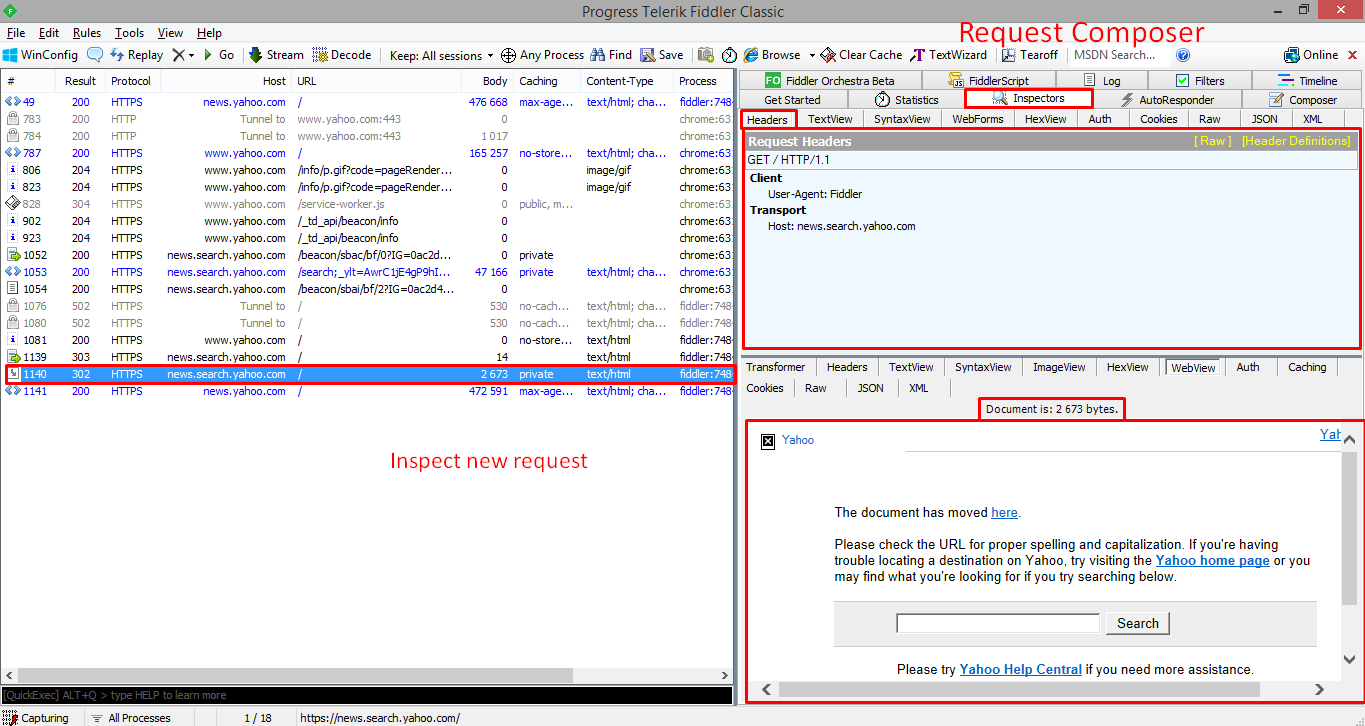 Progress Telerik Fiddler Classic
File Edit Rules Tools View Help
Request Composer
WinConfig Replay Go Stream Decode Keep: All sessions Any Process Find Save Browse Clear Cache TextWizard Tearoff MSDN Search... Online
# Result Protocol Host URL Body Caching Content-Type Process
49 200 HTTPS news.yahoo.com / 476 668 max-age... text/html; cha... fiddler:748
783 200 HTTP Tunnel to www.yahoo.com:443 0 chrome:631
784 200 HTTP Tunnel to www.yahoo.com:443 1 017 chrome:631
787 200 HTTPS www.yahoo.com / 165 257 no-store... text/html; cha... chrome:631
806 204 HTTPS www.yahoo.com /info/p.gif?code=pageRender... 0 image/gif chrome:631
823 204 HTTPS www.yahoo.com /info/p.gif?code=pageRender... 0 image/gif chrome:631
828 304 HTTPS www.yahoo.com /service-worker.js 0 public, m... chrome:631
902 204 HTTPS www.yahoo.com /_td_api/beacon/info 0 chrome:631
923 204 HTTPS www.yahoo.com /_td_api/beacon/info 0 chrome:631
1052 200 HTTPS news.search.yahoo.com /beacon/sbac/bf/0?IG=0ac2d... 0 private chrome:631
1053 200 HTTPS news.search.yahoo.com /search;_ylt=AwrC1jE4gP9hI... 47 166 private text/html; cha... chrome:631
1054 200 HTTPS news.search.yahoo.com /beacon/sbai/bf/2?IG=0ac2d4... 0 chrome:631
1076 502 HTTPS Tunnel to / 530 no-cach... text/html; cha... fiddler:748
1080 502 HTTPS Tunnel to / 530 no-cach... text/html; cha... fiddler:748
1081 200 HTTPS www.yahoo.com / 0 no-store... text/html fiddler:748
1139 303 HTTPS news.search.yahoo.com / 14 text/html fiddler:748
1140 302 HTTPS news.search.yahoo.com / 2 673 private text/html; cha... fiddler:748
1141 200 HTTPS news.yahoo.com / 472 591 max-age... text/html; cha... fiddler:748
Inspect new request
[QuickExec] ALT+Q > type HELP to learn more
FO Fiddler Orchestra Beta FiddlerScript Log Filters Timeline
Get Started Statistics Inspectors AutoResponder Composer
Headers TextView SyntaxView WebForms HexView Auth Cookies Raw JSON XML
Request Headers [ Raw ] [Header Definitions]
GET / HTTP/1.1
Client
User-Agent: Fiddler
Transport
Host: news.search.yahoo.com
Transformer Headers TextView SyntaxView ImageView HexView WebView Auth Caching
Cookies Raw JSON XML
Document is: 2 673 bytes.
Yahoo
The document has moved here.
Please check the URL for proper spelling and capitalization. If you're having
trouble locating a destination on Yahoo, try visiting the Yahoo home page or you
may find what you're looking for if you try searching below.
Search
Please try Yahoo Help Central if you need more assistance.
Capturing All Processes 1 / 18 https://news.search.yahoo.com/